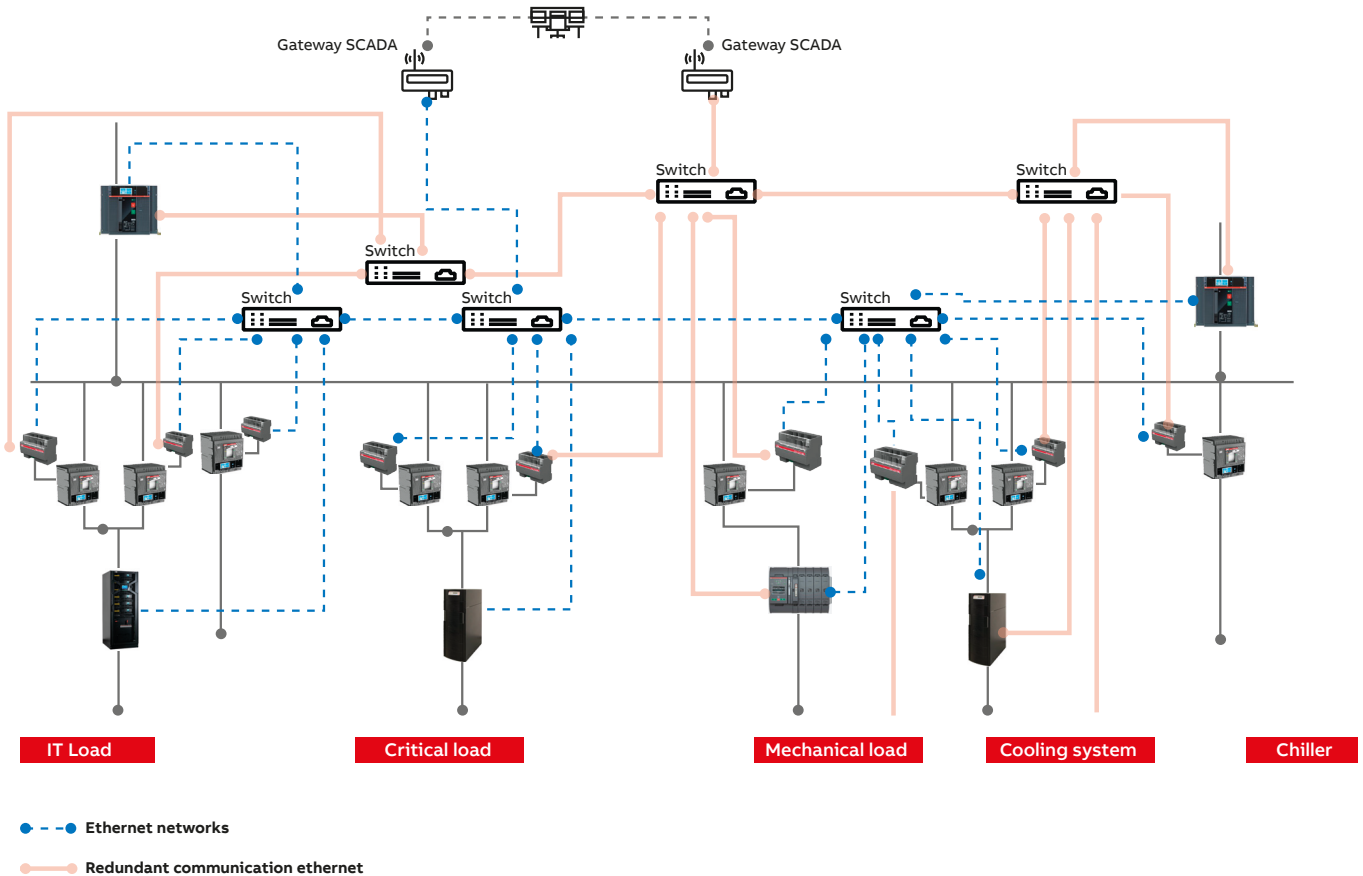 Gateway SCADA
Gateway SCADA
Switch
Switch
Switch
Switch
Switch
Switch
IT Load
Critical load
Mechanical load
Cooling system
Chiller
Ethernet networks
Redundant communication ethernet